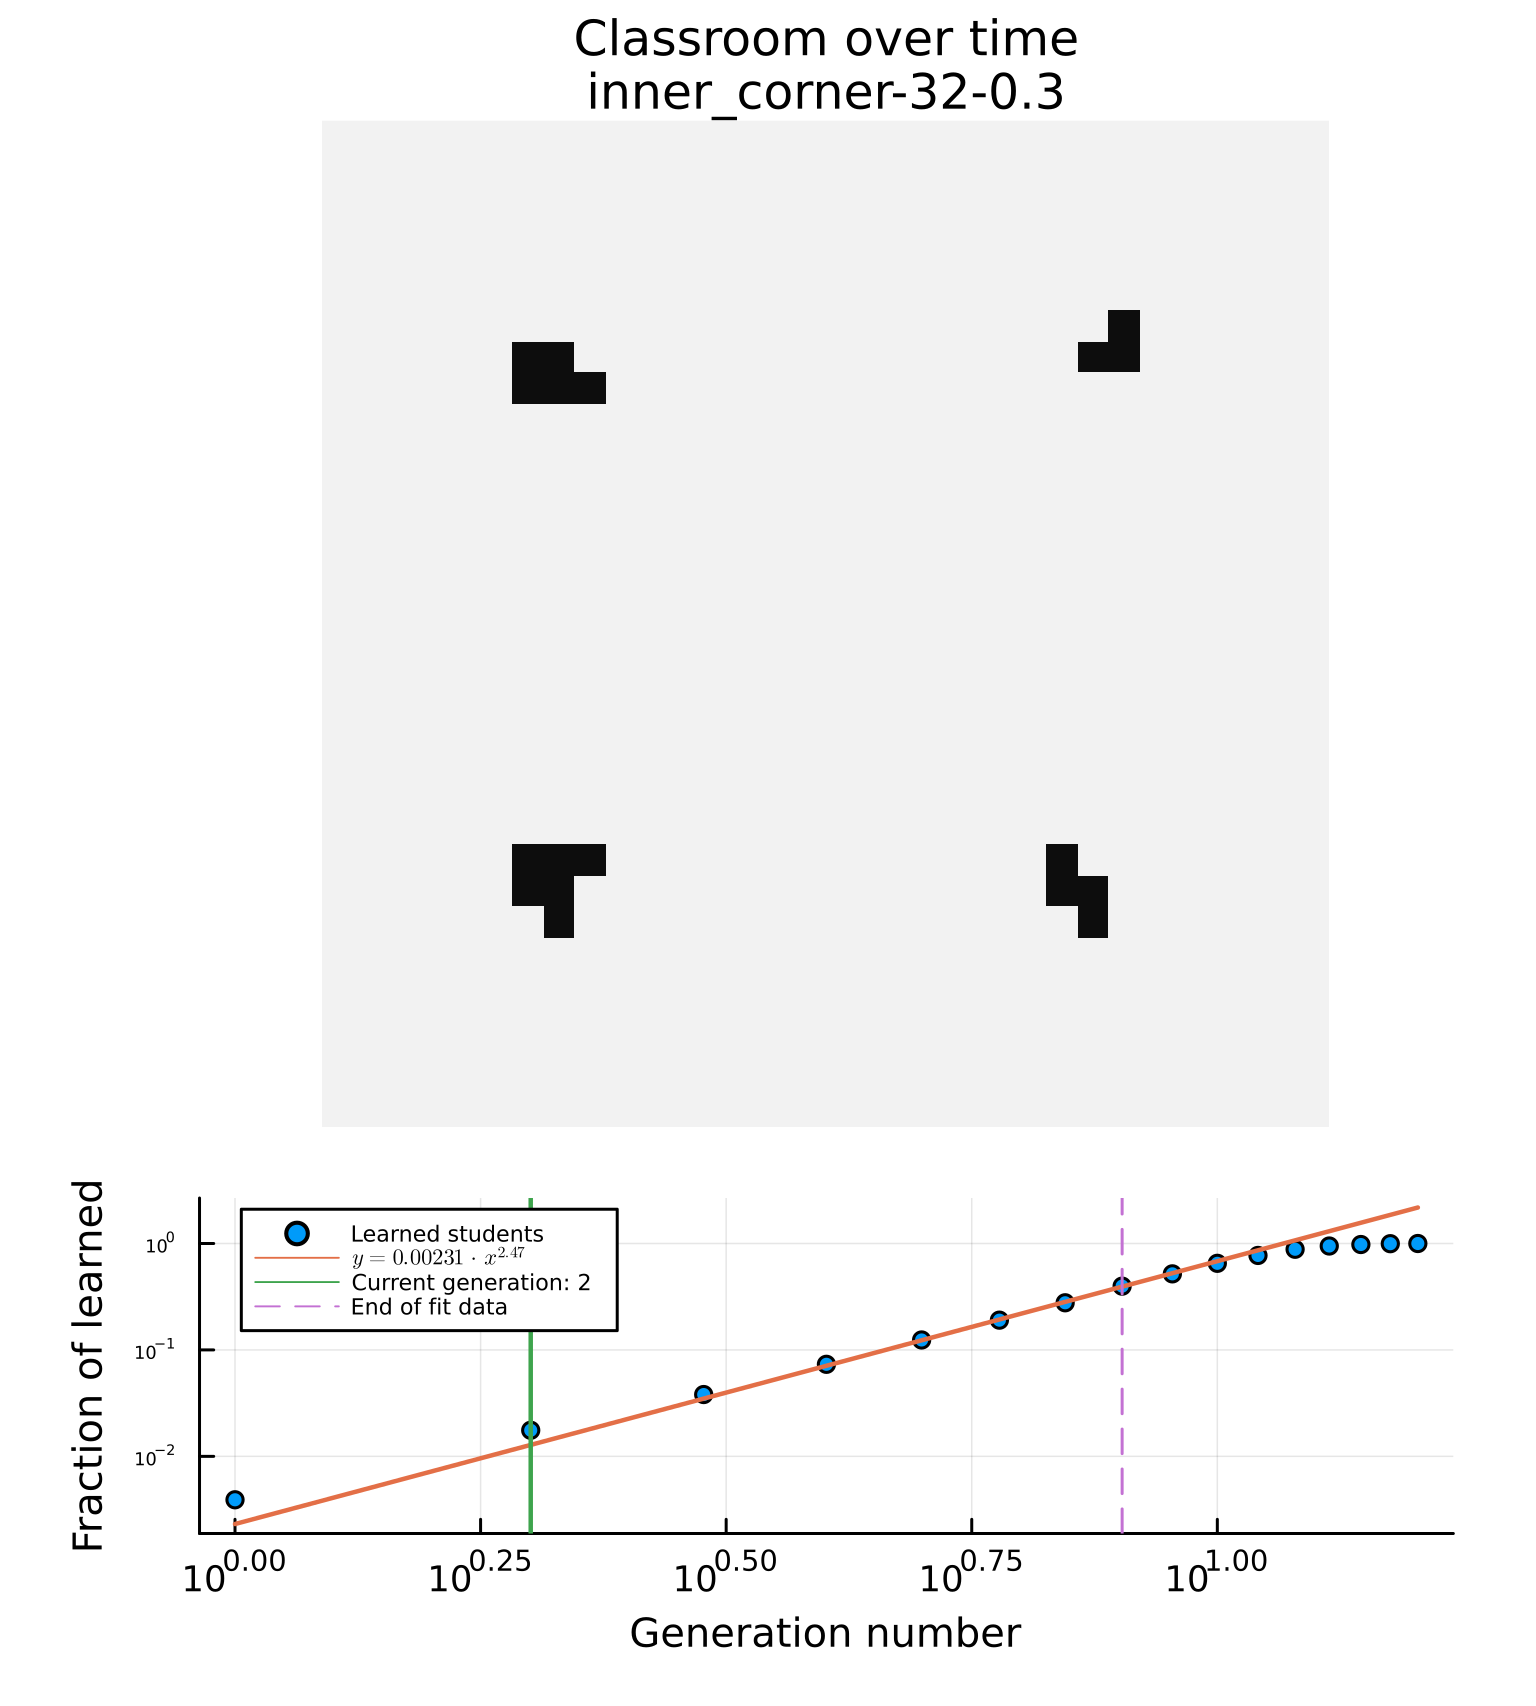 Classroom over time
inner_corner-32-0.3
Fraction of learned
10⁰
10⁻¹
10⁻²
Learned students
y = 0.00231 · x^2.47
Current generation: 2
End of fit data
10^0.00 10^0.25 10^0.50 10^0.75 10^1.00
Generation number